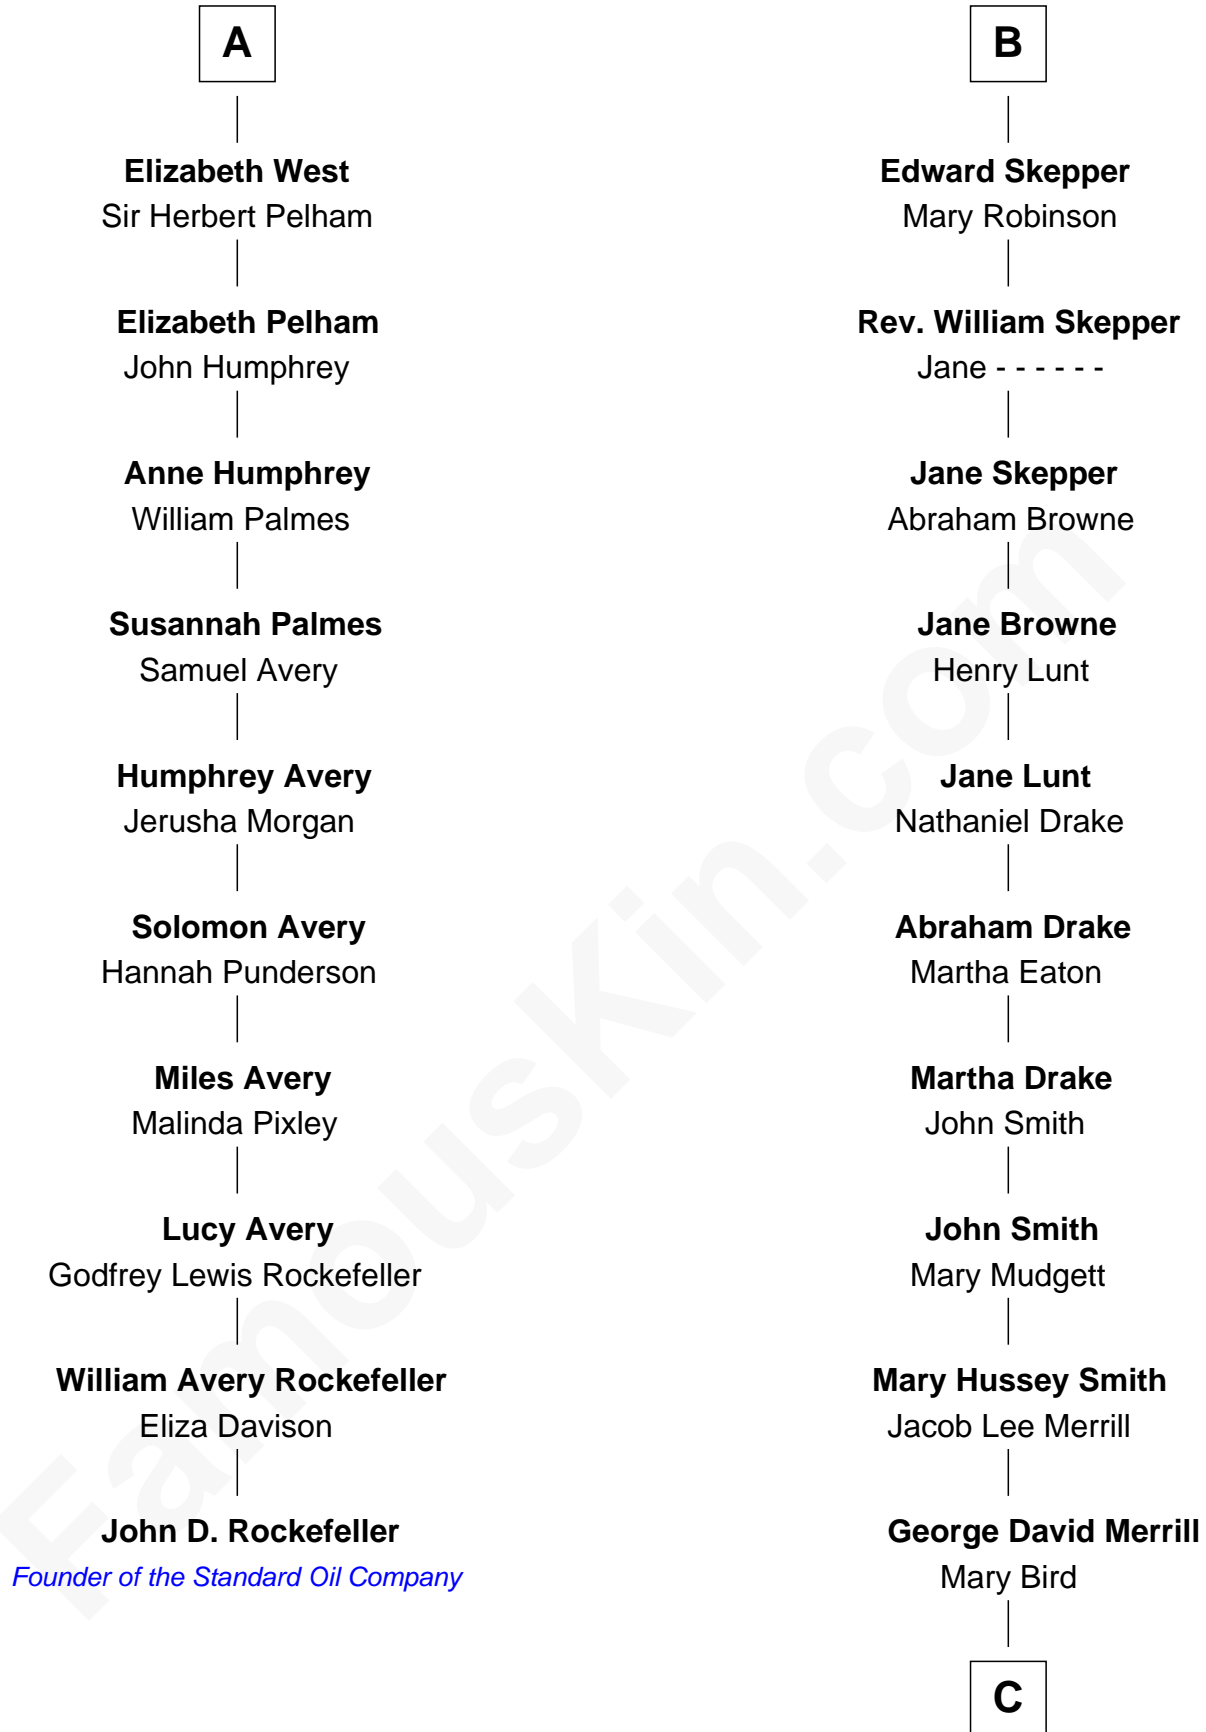 A
Elizabeth West
Sir Herbert Pelham
Elizabeth Pelham
John Humphrey
Anne Humphrey
William Palmes
Susannah Palmes
Samuel Avery
Humphrey Avery
Jerusha Morgan
Solomon Avery
Hannah Punderson
Miles Avery
Malinda Pixley
Lucy Avery
Godfrey Lewis Rockefeller
William Avery Rockefeller
Eliza Davison
John D. Rockefeller
Founder of the Standard Oil Company
B
Edward Skepper
Mary Robinson
Rev. William Skepper
Jane - - - - - -
Jane Skepper
Abraham Browne
Jane Browne
Henry Lunt
Jane Lunt
Nathaniel Drake
Abraham Drake
Martha Eaton
Martha Drake
John Smith
John Smith
Mary Mudgett
Mary Hussey Smith
Jacob Lee Merrill
George David Merrill
Mary Bird
C
FamousKin.com